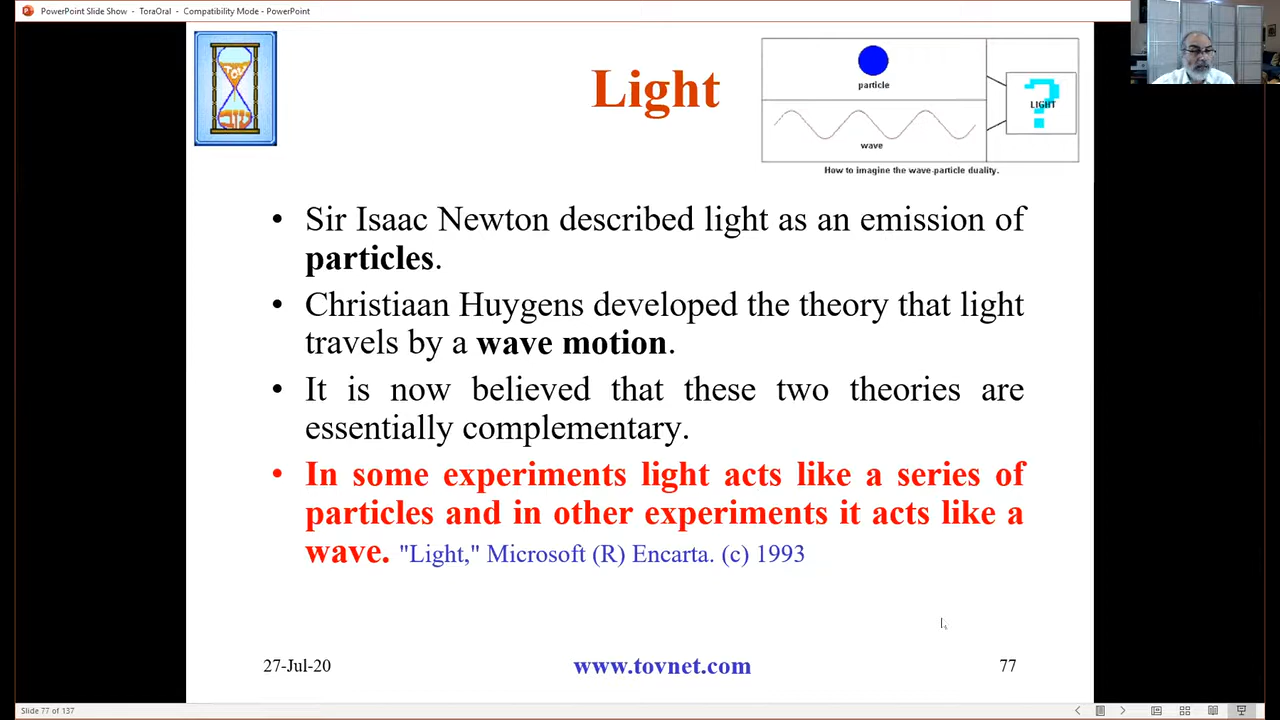 PowerPoint Slide Show - ToraOral - Compatibility Mode - PowerPoint
Light
particle
wave
LIGHT
?
How to imagine the wave-particle duality.
• Sir Isaac Newton described light as an emission of
particles.
• Christiaan Huygens developed the theory that light
travels by a wave motion.
• It is now believed that these two theories are
essentially complementary.
• In some experiments light acts like a series of
particles and in other experiments it acts like a
wave. "Light," Microsoft (R) Encarta. (c) 1993
27-Jul-20
www.tovnet.com
77
Slide 77 of 137